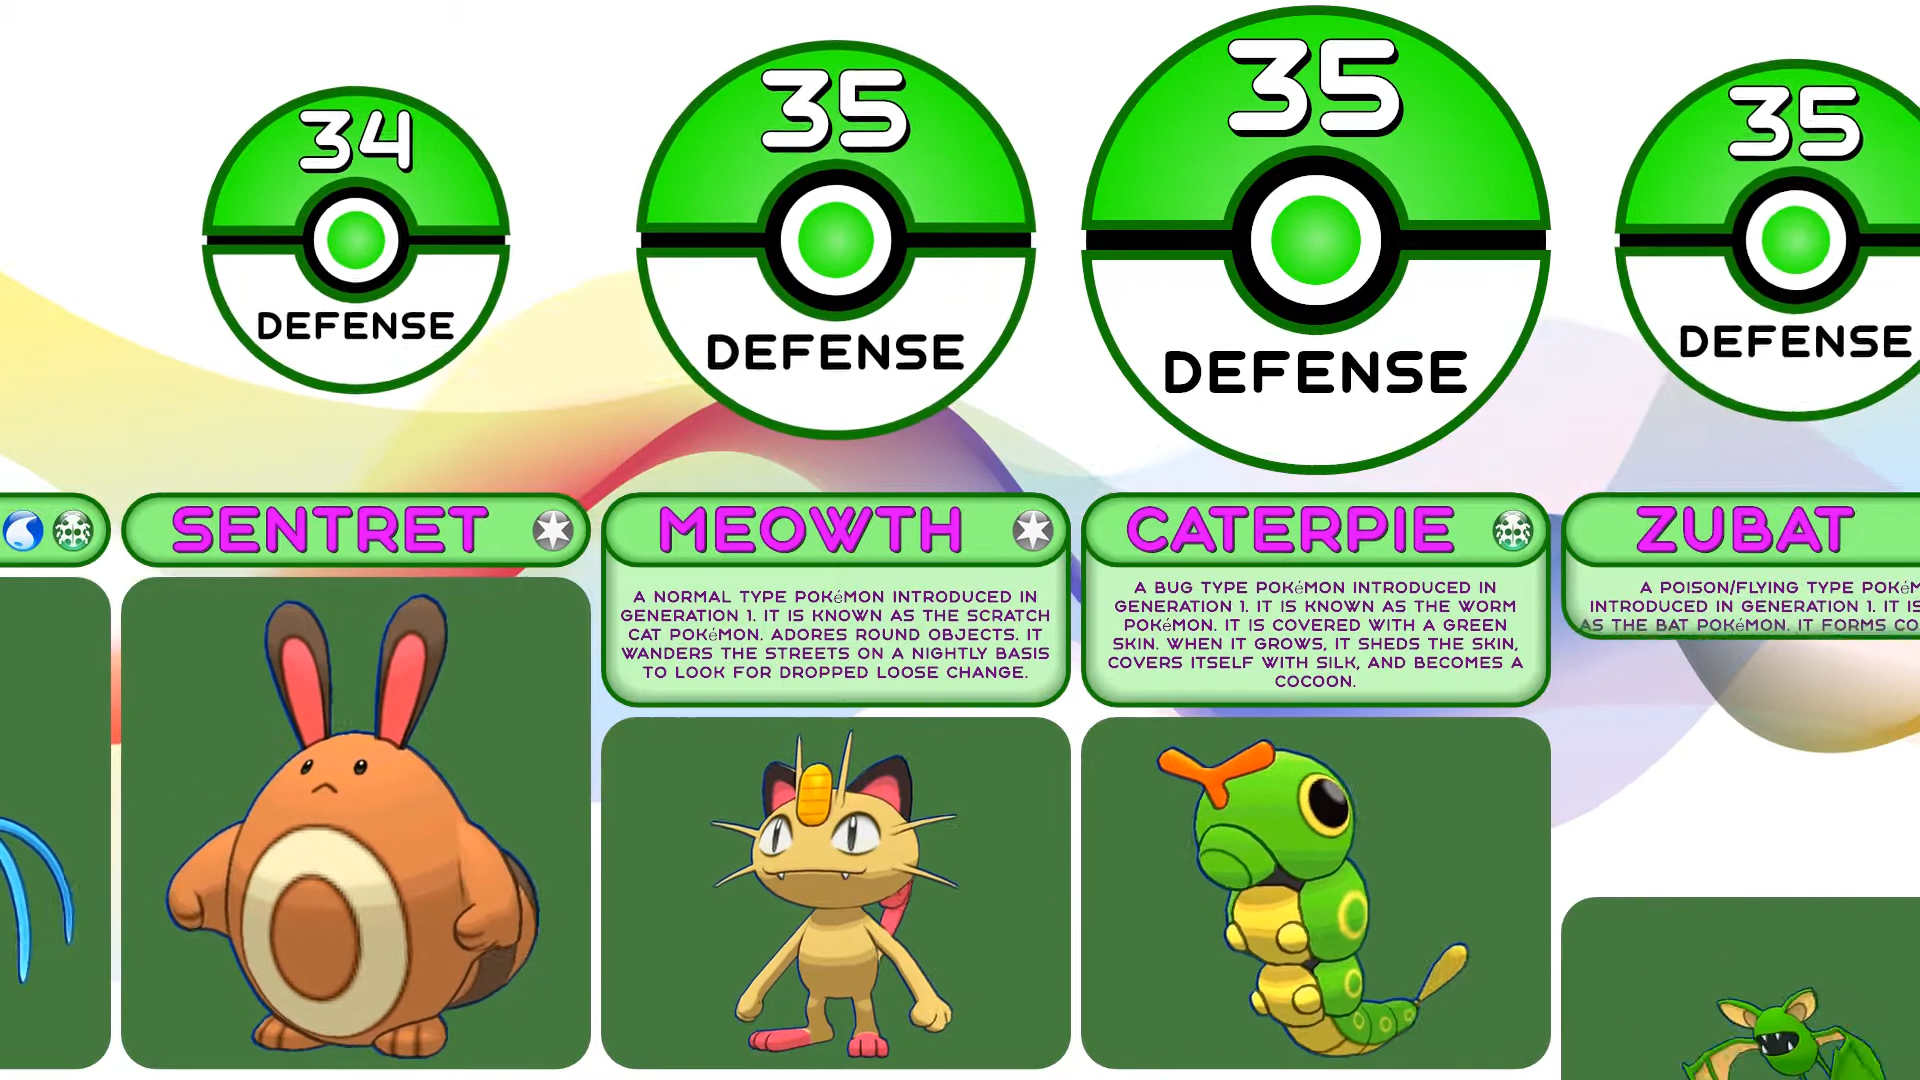 34
DEFENSE
35
DEFENSE
35
DEFENSE
35
DEFENSE
SENTRET
MEOWTH
A NORMAL TYPE POKéMON INTRODUCED IN
GENERATION 1. IT IS KNOWN AS THE SCRATCH
CAT POKéMON. ADORES ROUND OBJECTS. IT
WANDERS THE STREETS ON A NIGHTLY BASIS
TO LOOK FOR DROPPED LOOSE CHANGE.
CATERPIE
A BUG TYPE POKéMON INTRODUCED IN
GENERATION 1. IT IS KNOWN AS THE WORM
POKéMON. IT IS COVERED WITH A GREEN
SKIN. WHEN IT GROWS, IT SHEDS THE SKIN,
COVERS ITSELF WITH SILK, AND BECOMES A
COCOON.
ZUBAT
A POISON/FLYING TYPE POKéM
INTRODUCED IN GENERATION 1. IT IS
AS THE BAT POKéMON. IT FORMS CO